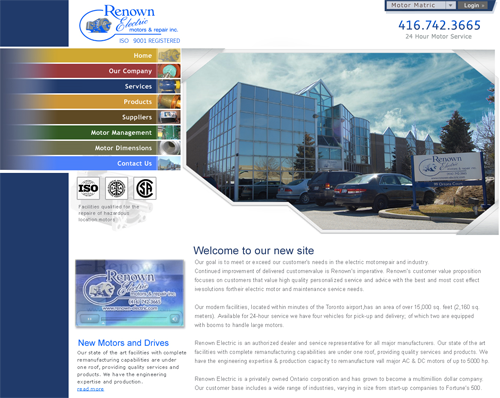 Motor Matric
Login
Renown
Electric
motors & repair inc.
ISO 9001 REGISTERED
416.742.3665
24 Hour Motor Service
Home
Our Company
Services
Products
Suppliers
Motor Management
Motor Dimensions
Contact Us
Renown
Electric
ISO
Facilities qualified for the
repairs of hazardous
location motors
Welcome to our new site
Our goal is to meet or exceed our customer's needs in the electric motorrepair and industry.
Continued improvement of delivered customervalue is Renown's imperative. Renown's customer value proposition
focuses on customers that value high quality personalized service and advice with the best and most cost effect
resolutions forthier electric motor and maintenance service needs.
Renown
Electric
motors & repair inc.
(416) 742-3665
www.renown-electric.com
Our modern facilities, located within minutes of the Toronto airport,has an area of over 15,000 sq. feet (2,160 sq.
meters). Available for 24-hour service we have four vehicles for pick-up and delivery, of which two are equipped
with booms to handle large motors.
New Motors and Drives
Our state of the art facilities with complete
remanufacturing capabilities are under
one roof, providing quality services and
products. We have the engineering
expertise and production.
read more
Renown Electric is an authorized dealer and service representative for all major manufacturers. Our state of the art
facilities with complete remanufacturing capabilities are under one roof, providing quality services and products. We
have the engineering expertise & production capacity to remanufacture vall major AC & DC motors of up to 5000 hp.
Renown Electric is a privately owned Ontario corporation and has grown to become a multimillion dollar company.
Our customer base includes a wide range of industries, varying in size from start-up companies to Fortune's 500.